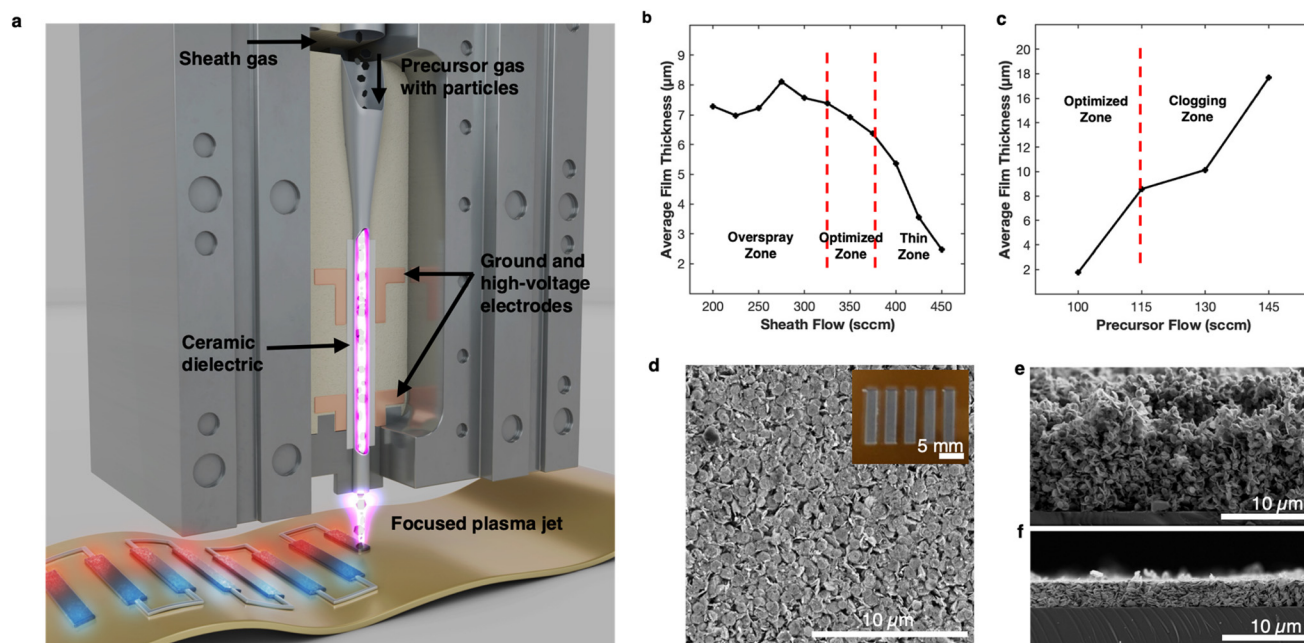 a
Sheath gas
Precursor gas
with particles
Ground and
high-voltage
electrodes
Ceramic
dielectric
Focused plasma jet
b
Average Film Thickness (µm)
9
8
7
6
5
4
3
2
Overspray
Zone
Optimized
Zone
Thin
Zone
200
250
300
350
400
450
Sheath Flow (sccm)
c
Average Film Thickness (µm)
20
18
16
14
12
10
8
6
4
2
Optimized
Zone
Clogging
Zone
100
115
130
145
Precursor Flow (sccm)
d
5 mm
10 µm
e
10 µm
f
10 µm